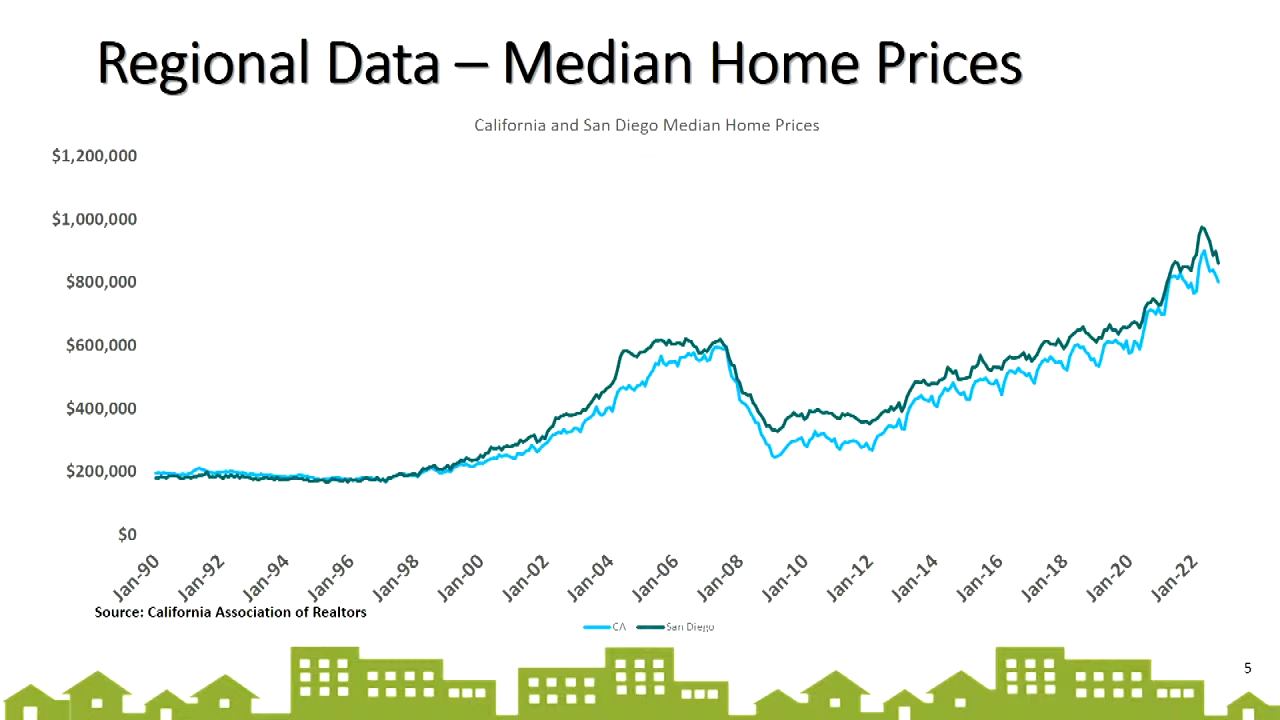 Regional Data – Median Home Prices
California and San Diego Median Home Prices
$1,200,000
$1,000,000
$800,000
$600,000
$400,000
$200,000
$0
Jan-90 Jan-92 Jan-94 Jan-96 Jan-98 Jan-00 Jan-02 Jan-04 Jan-06 Jan-08 Jan-10 Jan-12 Jan-14 Jan-16 Jan-18 Jan-20 Jan-22
Source: California Association of Realtors
CA San Diego
5